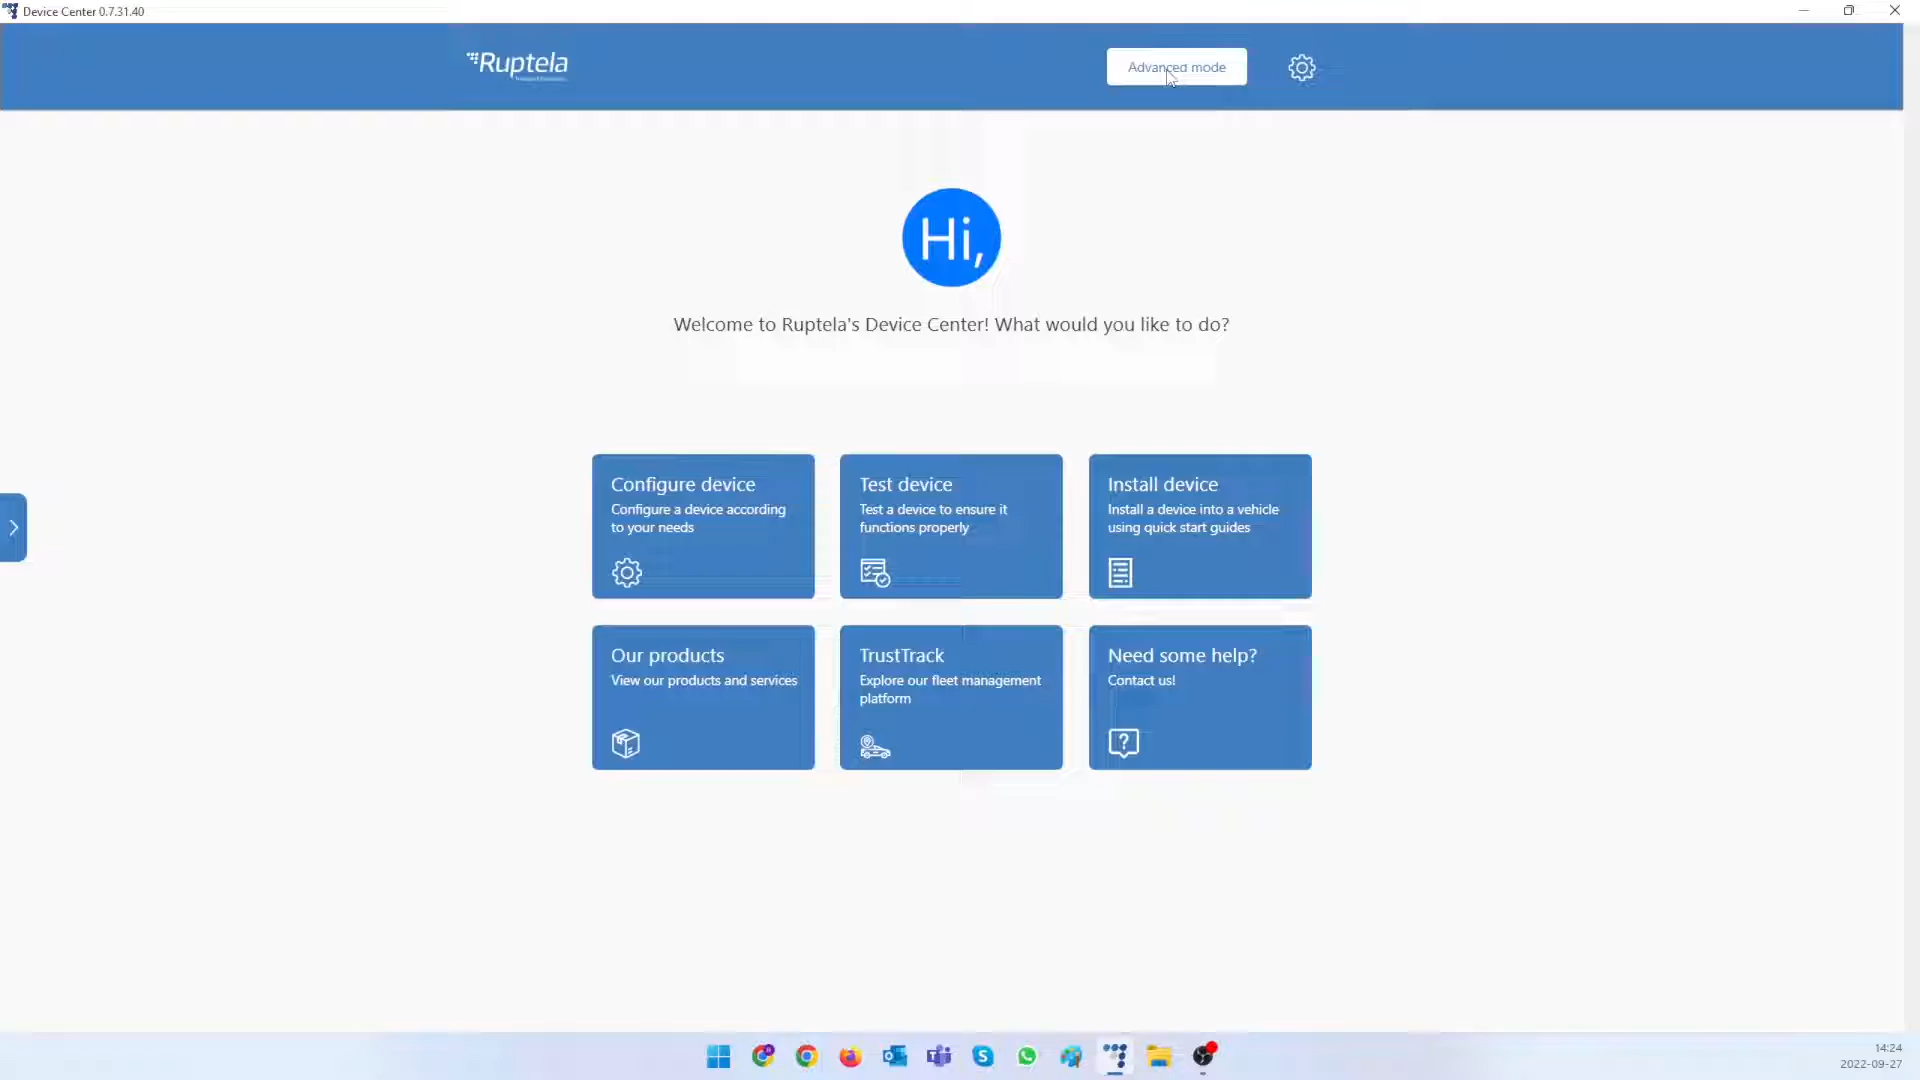 Device Center 0.7.31.40
Ruptela
Advanced mode
Hi,
Welcome to Ruptela's Device Center! What would you like to do?
Configure device
Configure a device according
to your needs
Test device
Test a device to ensure it
functions properly
Install device
Install a device into a vehicle
using quick start guides
Our products
View our products and services
TrustTrack
Explore our fleet management
platform
Need some help?
Contact us!
14:24
2022-09-27